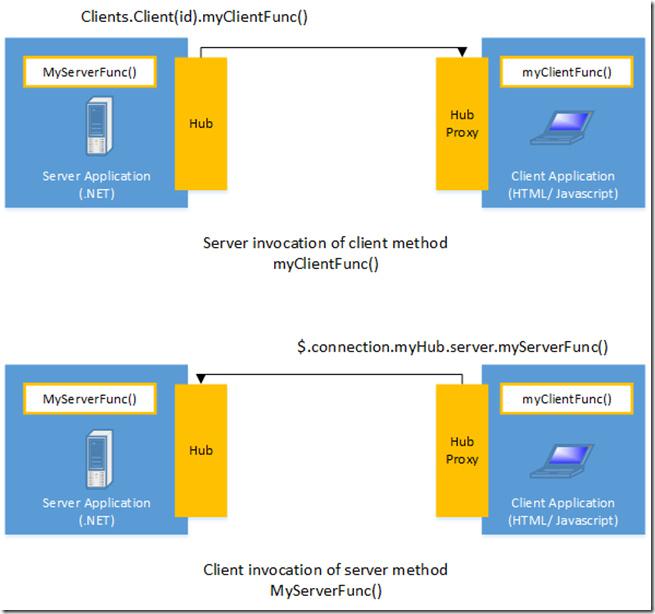 Clients.Client(id).myClientFunc()
MyServerFunc()
myClientFunc()
Hub
Hub
Proxy
Server Application
(.NET)
Client Application
(HTML/ Javascript)
Server invocation of client method
myClientFunc()
$.connection.myHub.server.myServerFunc()
MyServerFunc()
myClientFunc()
Hub
Hub
Proxy
Server Application
(.NET)
Client Application
(HTML/ Javascript)
Client invocation of server method
MyServerFunc()